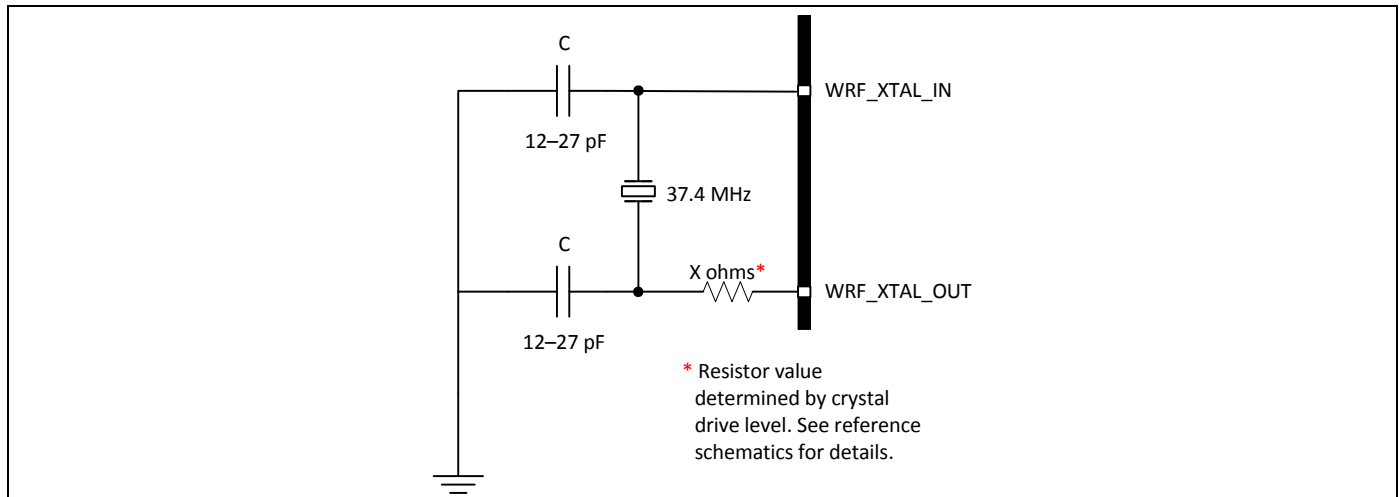 C
WRF_XTAL_IN
12–27 pF
37.4 MHz
C
X ohms*
WRF_XTAL_OUT
12–27 pF
* Resistor value
determined by crystal
drive level. See reference
schematics for details.